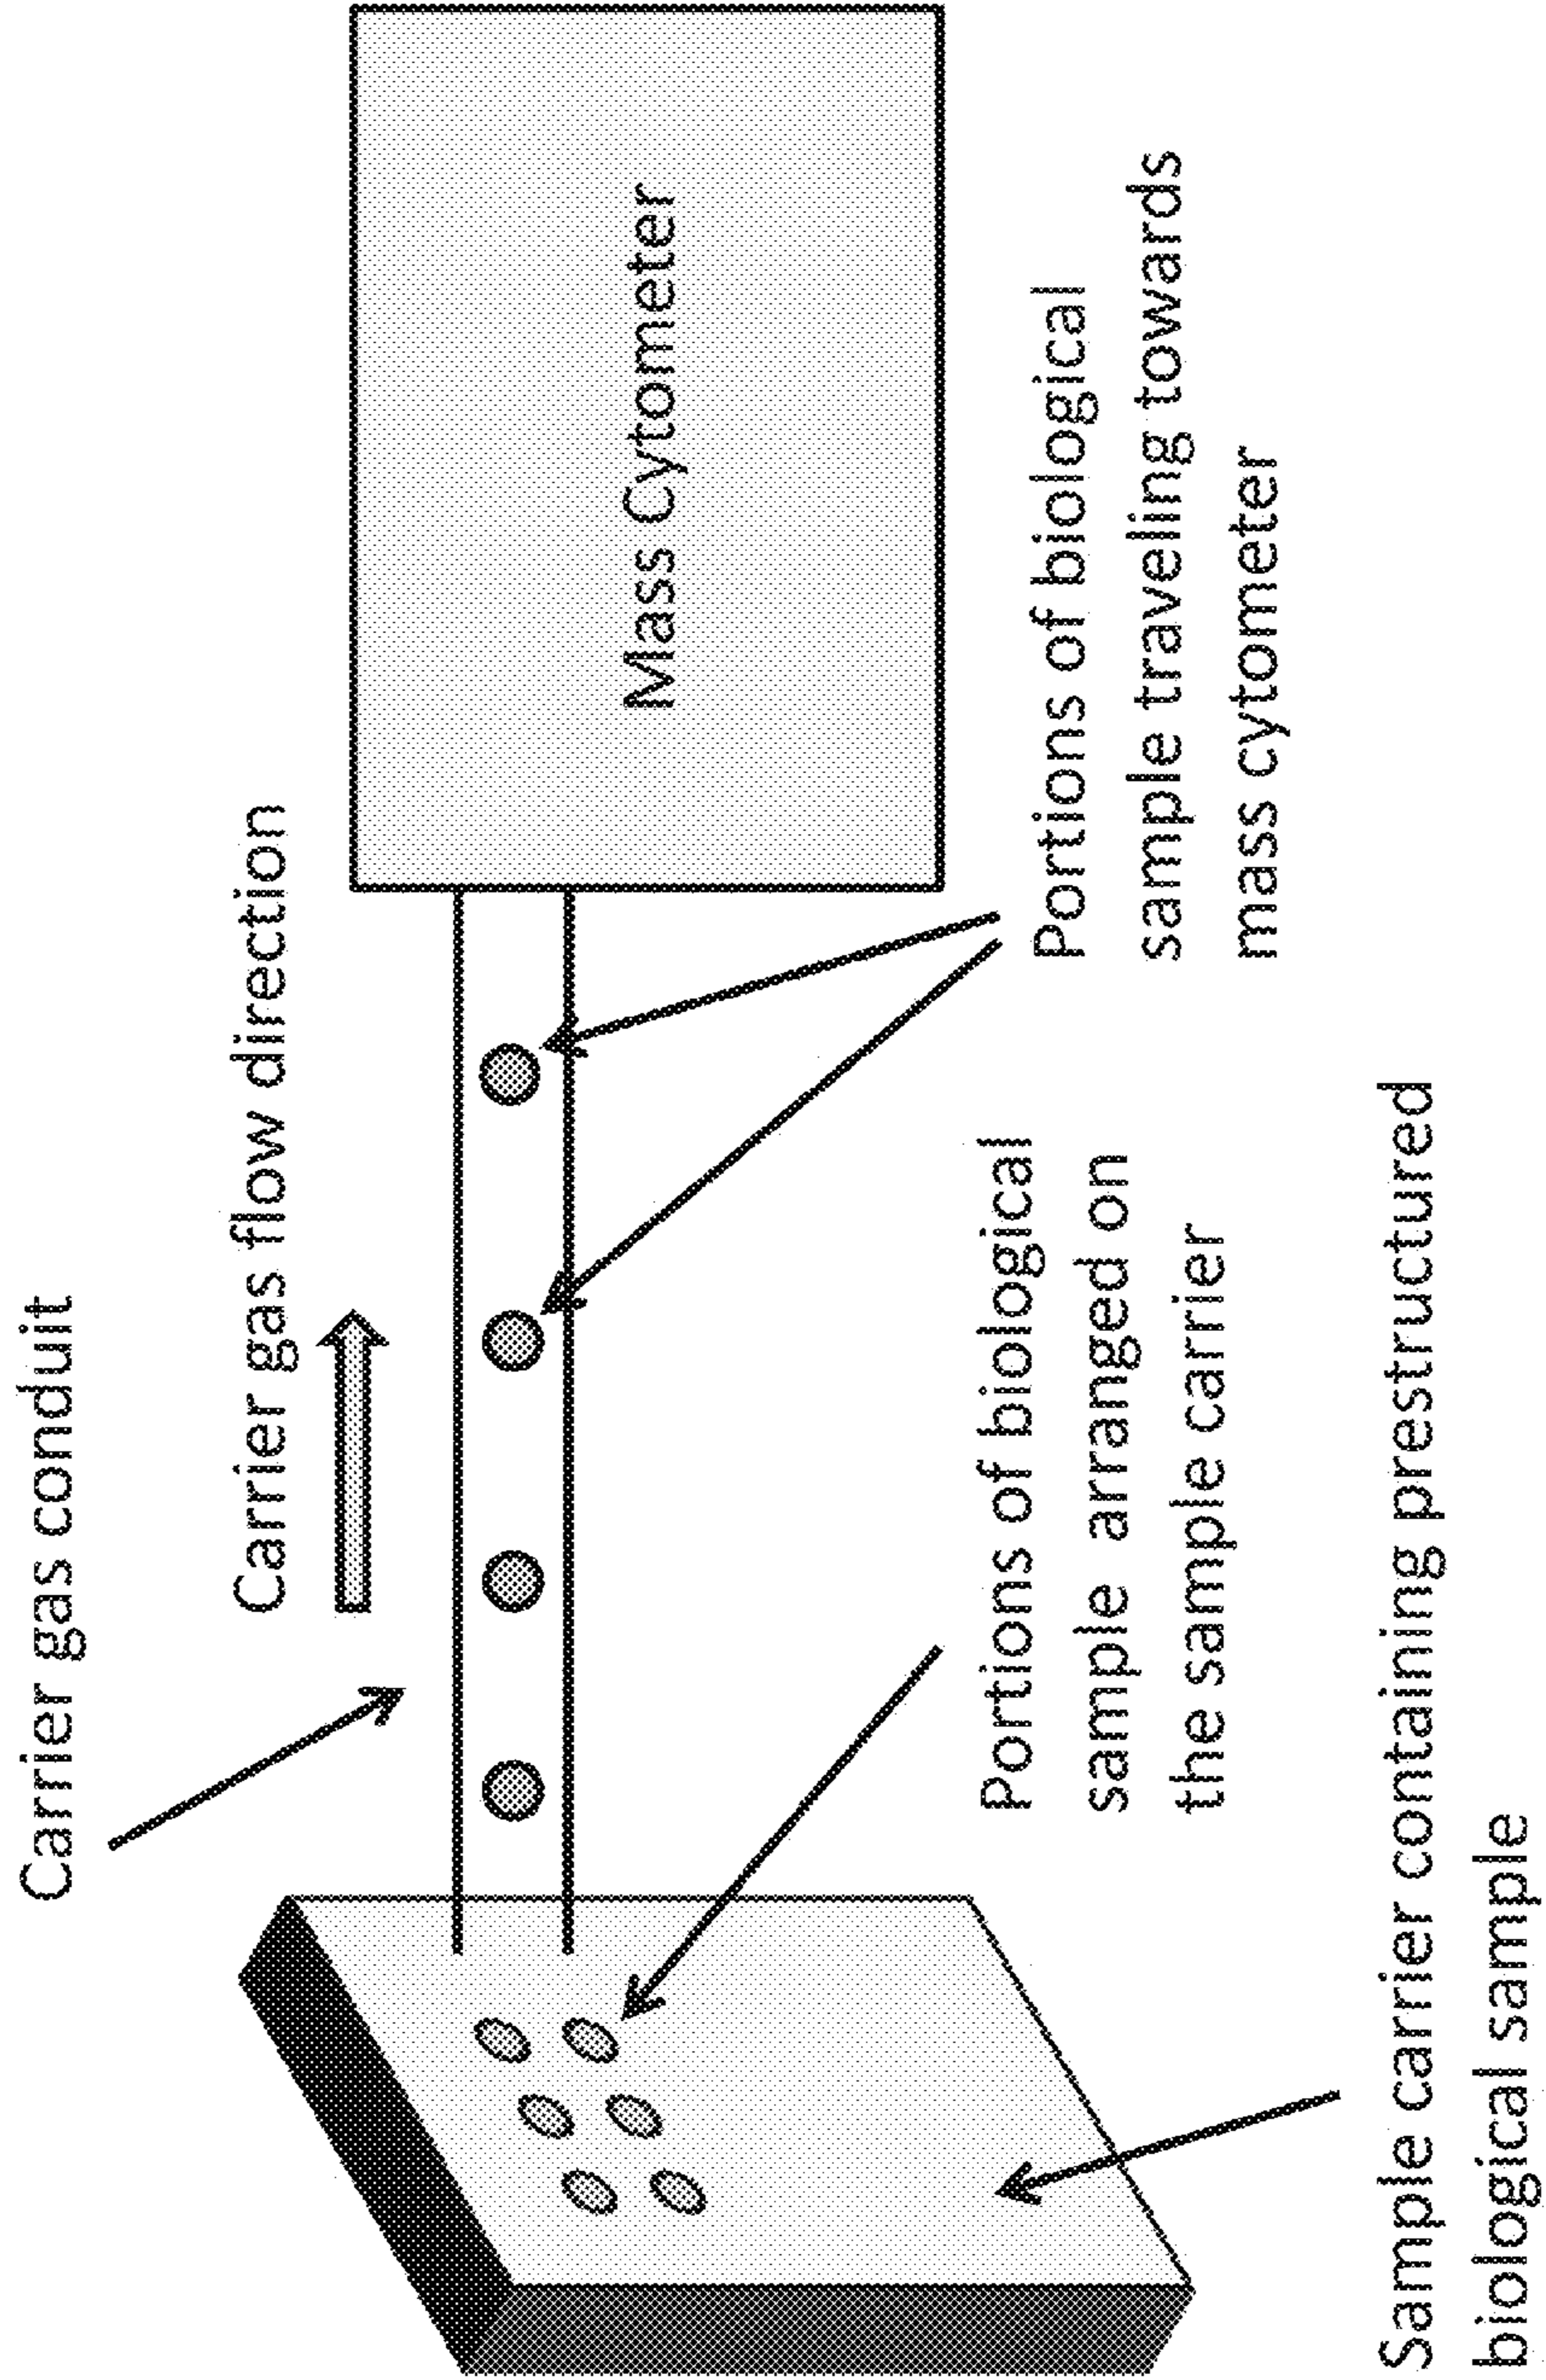 Carrier gas conduit
Carrier gas flow direction
Mass Cytometer
Portions of biological
sample traveling towards
mass cytometer
Portions of biological
sample arranged on
the sample carrier
Sample carrier containing prestructured
biological sample